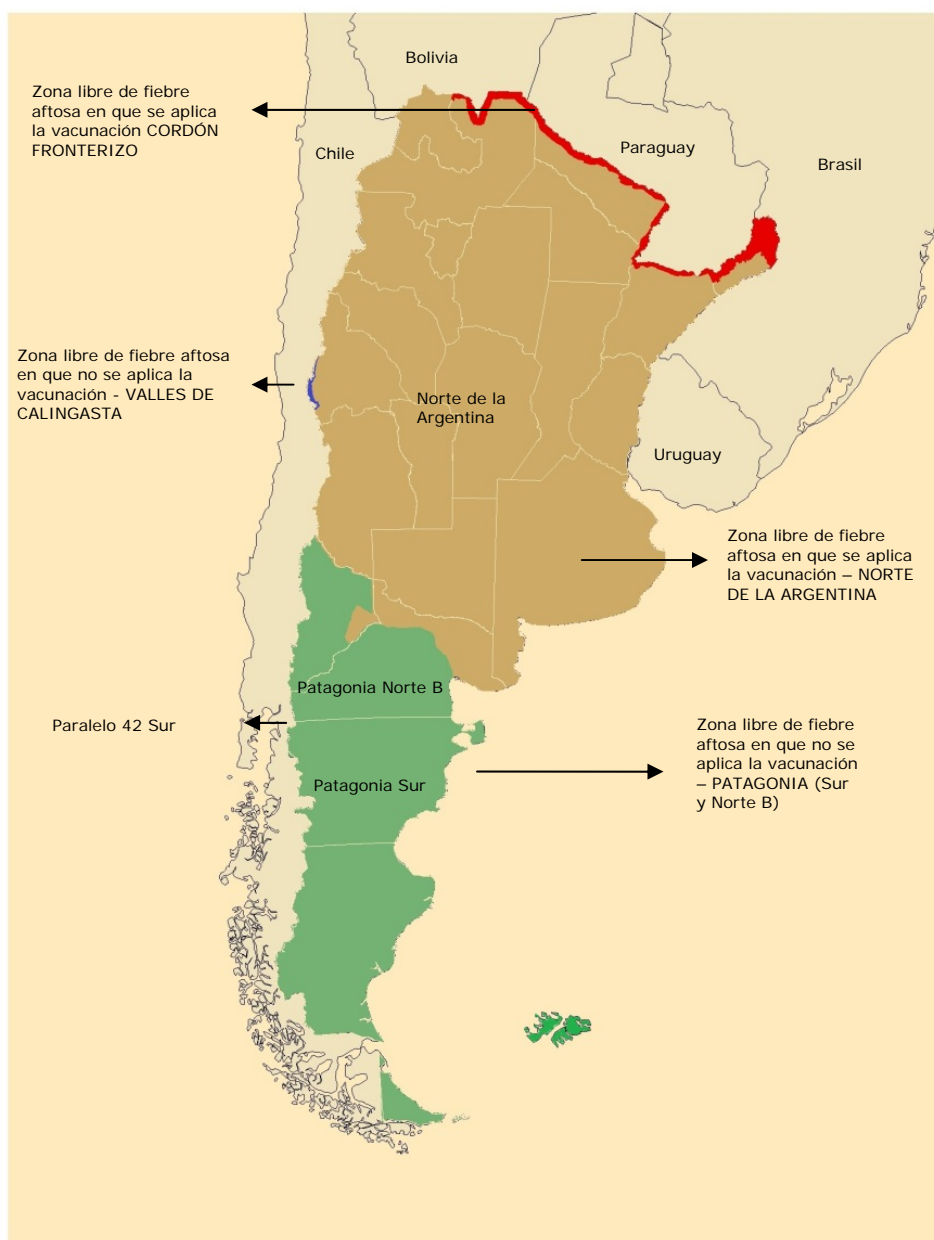 Bolivia
Zona libre de fiebre
aftosa en que se aplica
la vacunación CORDÓN
FRONTERIZO
Chile
Paraguay
Brasil
Zona libre de fiebre aftosa
en que no se aplica la
vacunación - VALLES DE
CALINGASTA
Norte de la
Argentina
Uruguay
Zona libre de fiebre
aftosa en que se aplica
la vacunación – NORTE
DE LA ARGENTINA
Patagonia Norte B
Paralelo 42 Sur
Zona libre de fiebre
aftosa en que no se
aplica la vacunación
– PATAGONIA (Sur
y Norte B)
Patagonia Sur